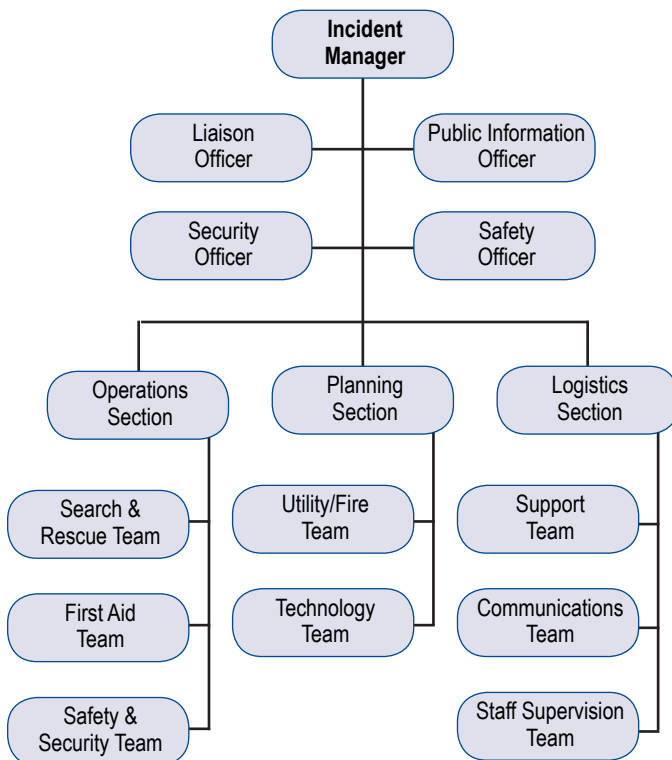 Incident
Manager
Liaison
Officer
Public Information
Officer
Security
Officer
Safety
Officer
Operations
Section
Planning
Section
Logistics
Section
Search &
Rescue Team
Utility/Fire
Team
Support
Team
First Aid
Team
Technology
Team
Communications
Team
Safety &
Security Team
Staff Supervision
Team